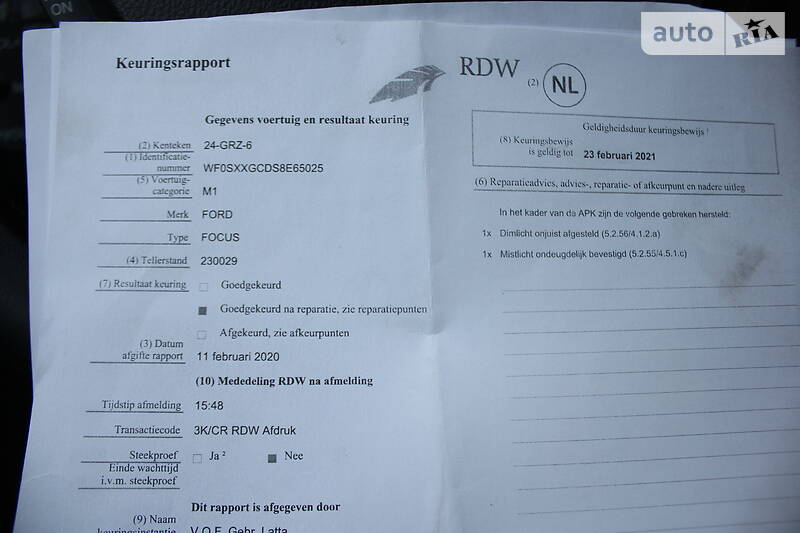 ON
auto RIA
Keuringsrapport
RDW (2) NL
Gegevens voertuig en resultaat keuring
(2) Kenteken 24-GRZ-6
(1) Identificatie-
nummer WF0SXXGCDS8E65025
(5) Voertuig-
categorie M1
Merk FORD
Type FOCUS
(4) Tellerstand 230029
(7) Resultaat keuring Goedgekeurd
Goedgekeurd na reparatie, zie reparatiepunten
Afgekeurd, zie afkeurpunten
(3) Datum
afgifte rapport 11 februari 2020
(10) Mededeling RDW na afmelding
Tijdstip afmelding 15:48
Transactiecode 3K/CR RDW Afdruk
Steekproef Ja ² Nee
Einde wachttijd
i.v.m. steekproef
Dit rapport is afgegeven door
(9) Naam
keuringsinstantie V.O.F. Gebr. Latta
Geldigheidsduur keuringsbewijs ¹
(8) Keuringsbewijs
is geldig tot 23 februari 2021
(6) Reparatieadvies, advies-, reparatie- of afkeurpunt en nadere uitleg
In het kader van de APK zijn de volgende gebreken hersteld:
1x Dimlicht onjuist afgesteld (5.2.56/4.1.2.a)
1x Mistlicht ondeugdelijk bevestigd (5.2.55/4.5.1.c)